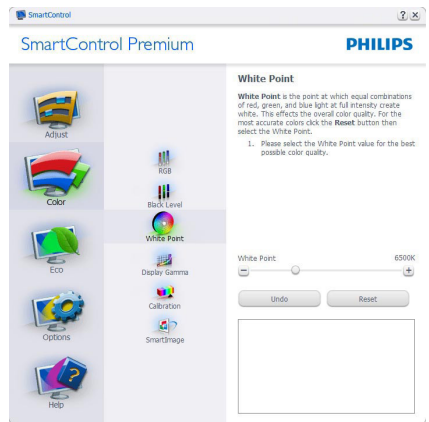 SmartControl
SmartControl Premium
PHILIPS
Adjust
Color
Eco
Options
Help
RGB
Black Level
White Point
Display Gamma
Calibration
SmartImage
White Point
White Point is the point at which equal combinations
of red, green, and blue light at full intensity create
white. This effects the overall color quality. For the
most accurate colors click the Reset button then
select the White Point.
1. Please select the White Point value for the best
possible color quality.
White Point 6500K
Undo Reset